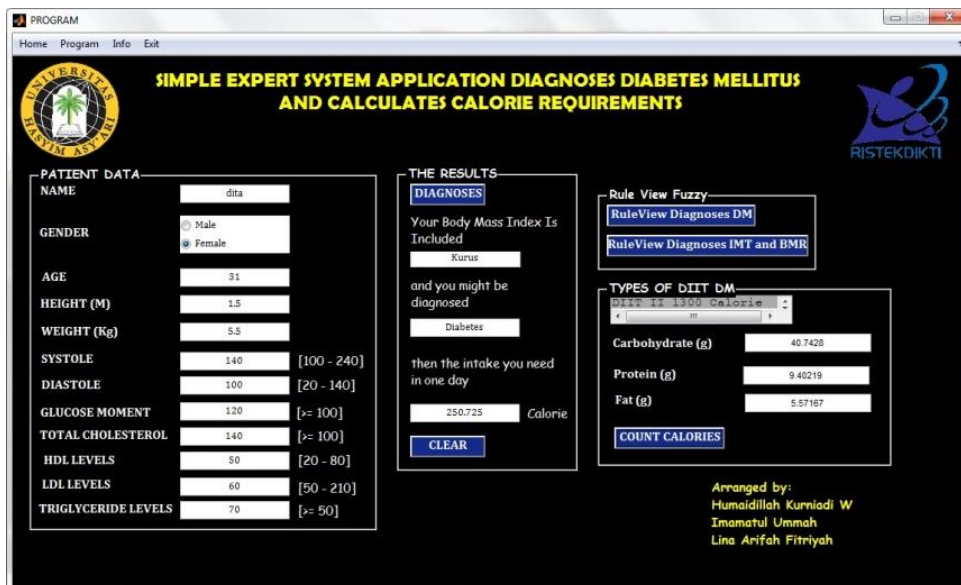 PROGRAM
Home Program Info Exit
SIMPLE EXPERT SYSTEM APPLICATION DIAGNOSES DIABETES MELLITUS
AND CALCULATES CALORIE REQUIREMENTS
UNIVERSITAS
HASYIM ASY'ARI
RISTEKDIKTI
PATIENT DATA
NAME dita
GENDER
Male
Female
AGE 31
HEIGHT (M) 1.5
WEIGHT (Kg) 5.5
SYSTOLE 140 [100 - 240]
DIASTOLE 100 [20 - 140]
GLUCOSE MOMENT 120 [>= 100]
TOTAL CHOLESTEROL 140 [>= 100]
HDL LEVELS 50 [20 - 80]
LDL LEVELS 60 [50 - 210]
TRIGLYCERIDE LEVELS 70 [>= 50]
THE RESULTS
DIAGNOSES
Your Body Mass Index Is
Included
Kurus
and you might be
diagnosed
Diabetes
then the intake you need
in one day
250.725 Calorie
CLEAR
Rule View Fuzzy
RuleView Diagnoses DM
RuleView Diagnoses IMT and BMR
TYPES OF DIIT DM
DIIT II 1300 Calorie
Carbohydrate (g) 40.7428
Protein (g) 9.40219
Fat (g) 5.57167
COUNT CALORIES
Arranged by:
Humaidillah Kurniadi W
Imamatul Ummah
Lina Arifah Fitriyah